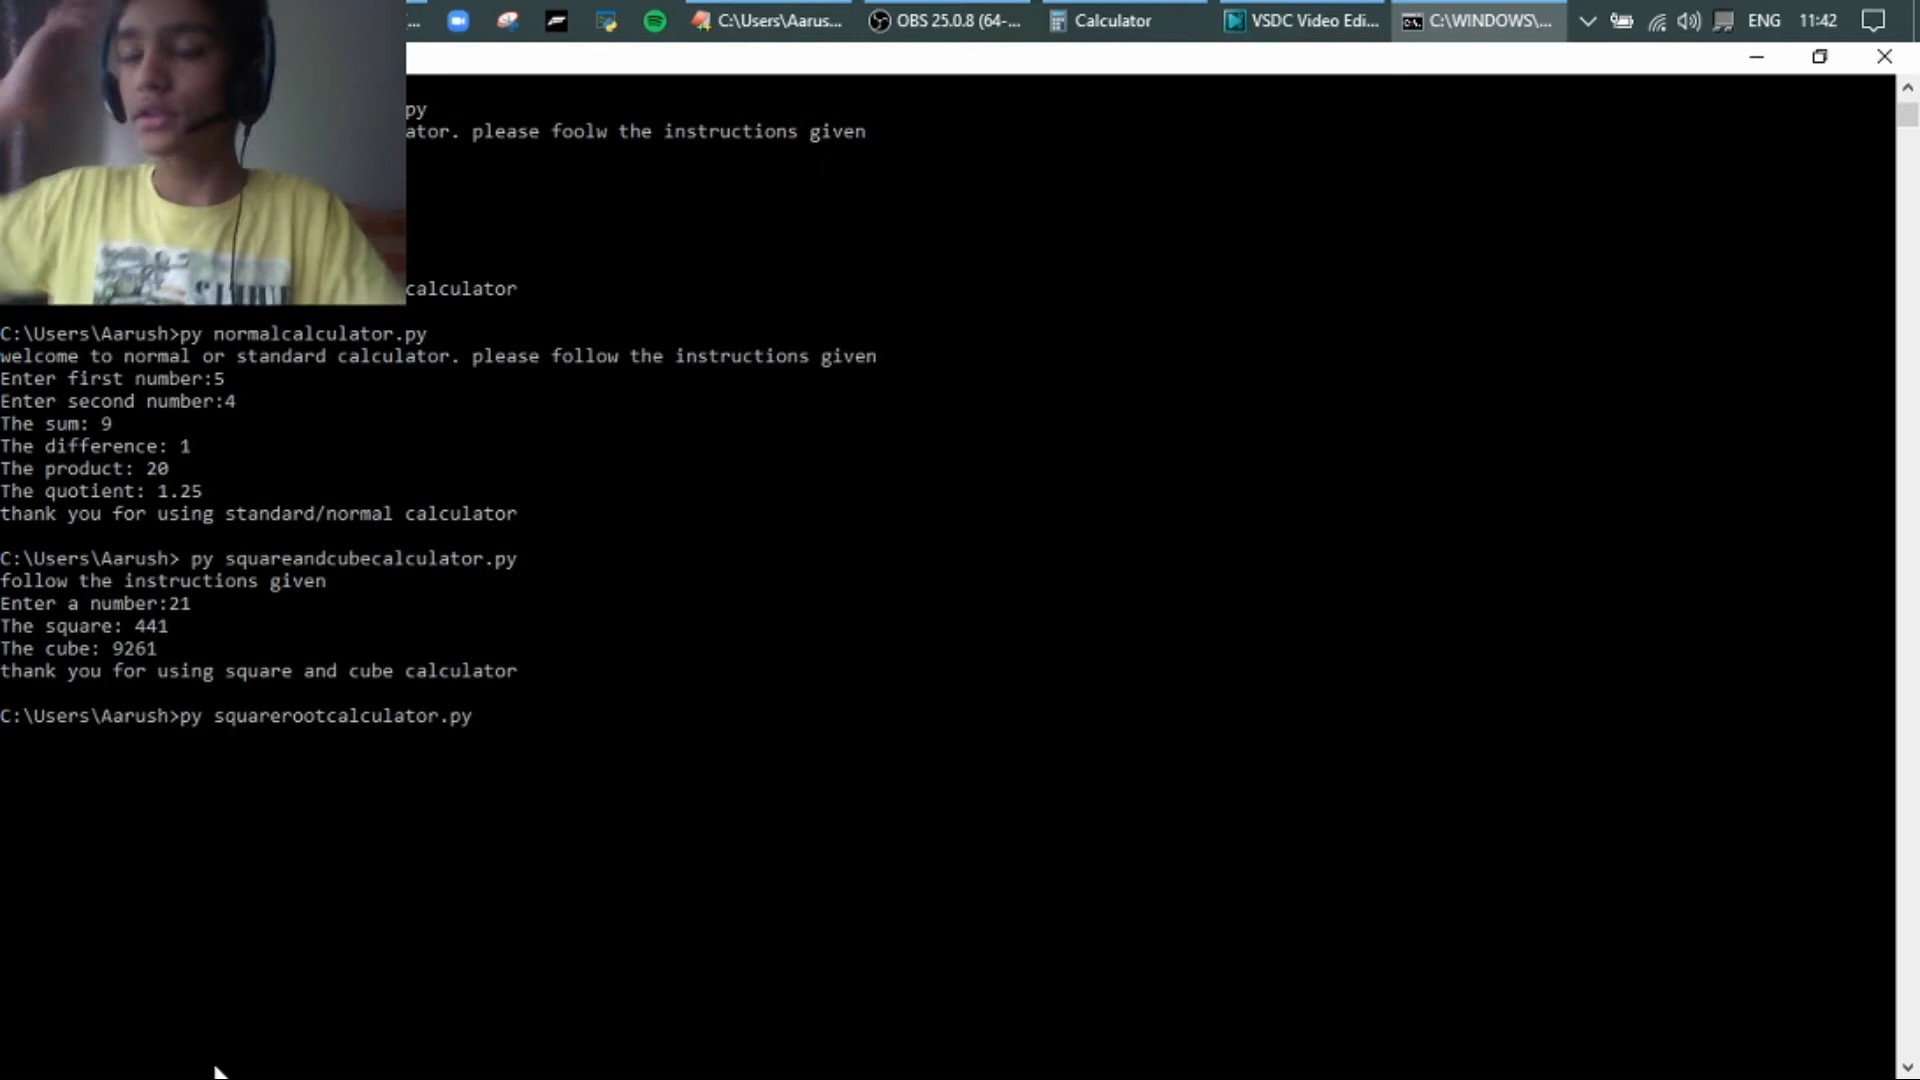 ... C:\Users\Aarus... OBS 25.0.8 (64-... Calculator VSDC Video Edi... C:\WINDOWS\... ENG 11:42
py
ator. please foolw the instructions given
calculator
C:\Users\Aarush>py normalcalculator.py
welcome to normal or standard calculator. please follow the instructions given
Enter first number:5
Enter second number:4
The sum: 9
The difference: 1
The product: 20
The quotient: 1.25
thank you for using standard/normal calculator
C:\Users\Aarush> py squareandcubecalculator.py
follow the instructions given
Enter a number:21
The square: 441
The cube: 9261
thank you for using square and cube calculator
C:\Users\Aarush>py squarerootcalculator.py